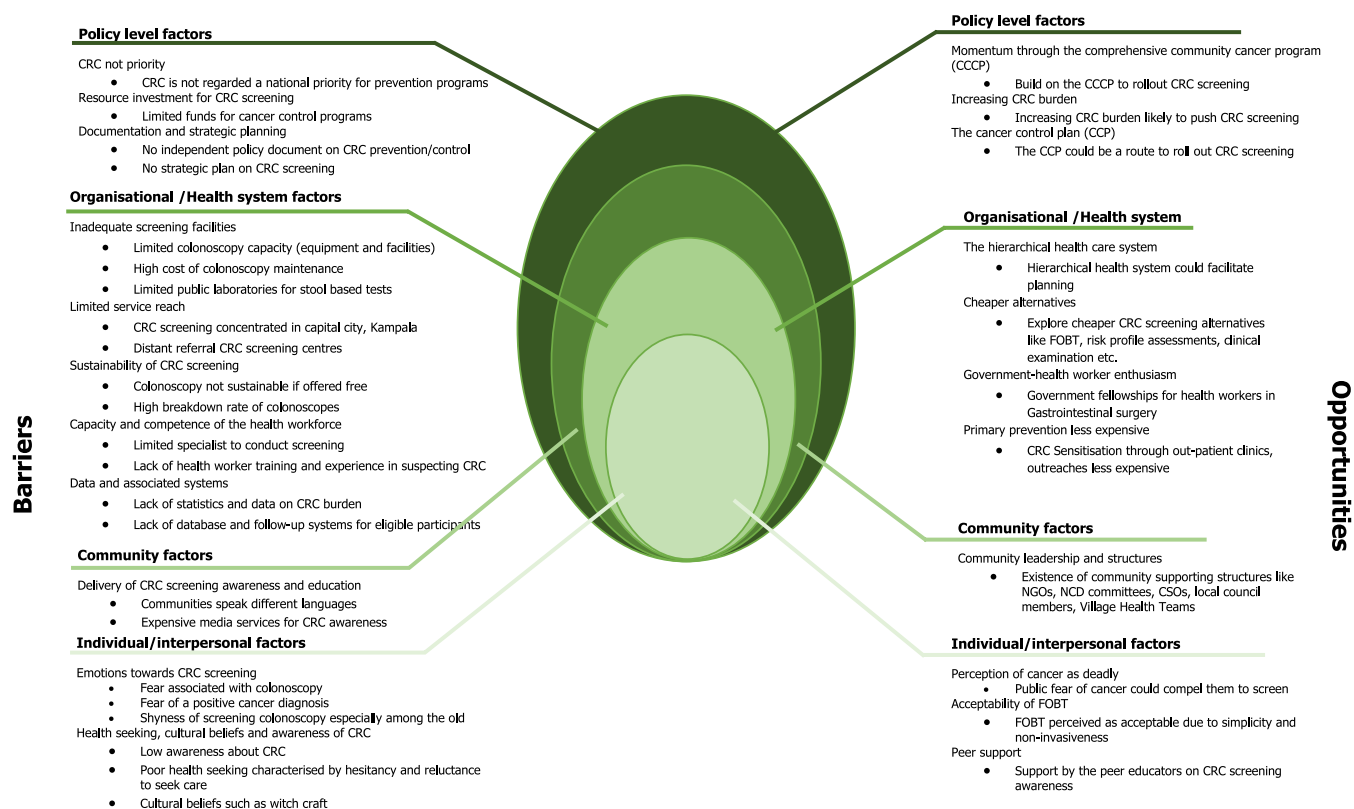 Barriers
Policy level factors
CRC not priority
• CRC is not regarded a national priority for prevention programs
Resource investment for CRC screening
• Limited funds for cancer control programs
Documentation and strategic planning
• No independent policy document on CRC prevention/control
• No strategic plan on CRC screening
Organisational /Health system factors
Inadequate screening facilities
• Limited colonoscopy capacity (equipment and facilities)
• High cost of colonoscopy maintenance
• Limited public laboratories for stool based tests
Limited service reach
• CRC screening concentrated in capital city, Kampala
• Distant referral CRC screening centres
Sustainability of CRC screening
• Colonoscopy not sustainable if offered free
• High breakdown rate of colonoscopes
Capacity and competence of the health workforce
• Limited specialist to conduct screening
• Lack of health worker training and experience in suspecting CRC
Data and associated systems
• Lack of statistics and data on CRC burden
• Lack of database and follow-up systems for eligible participants
Community factors
Delivery of CRC screening awareness and education
• Communities speak different languages
• Expensive media services for CRC awareness
Individual/interpersonal factors
Emotions towards CRC screening
• Fear associated with colonoscopy
• Fear of a positive cancer diagnosis
• Shyness of screening colonoscopy especially among the old
Health seeking, cultural beliefs and awareness of CRC
• Low awareness about CRC
• Poor health seeking characterised by hesitancy and reluctance
to seek care
• Cultural beliefs such as witch craft
Opportunities
Policy level factors
Momentum through the comprehensive community cancer program
(CCCP)
• Build on the CCCP to rollout CRC screening
Increasing CRC burden
• Increasing CRC burden likely to push CRC screening
The cancer control plan (CCP)
• The CCP could be a route to roll out CRC screening
Organisational /Health system
The hierarchical health care system
• Hierarchical health system could facilitate
planning
Cheaper alternatives
• Explore cheaper CRC screening alternatives
like FOBT, risk profile assessments, clinical
examination etc.
Government-health worker enthusiasm
• Government fellowships for health workers in
Gastrointestinal surgery
Primary prevention less expensive
• CRC Sensitisation through out-patient clinics,
outreaches less expensive
Community factors
Community leadership and structures
• Existence of community supporting structures like
NGOs, NCD committees, CSOs, local council
members, Village Health Teams
Individual/interpersonal factors
Perception of cancer as deadly
• Public fear of cancer could compel them to screen
Acceptability of FOBT
• FOBT perceived as acceptable due to simplicity and
non-invasiveness
Peer support
• Support by the peer educators on CRC screening
awareness